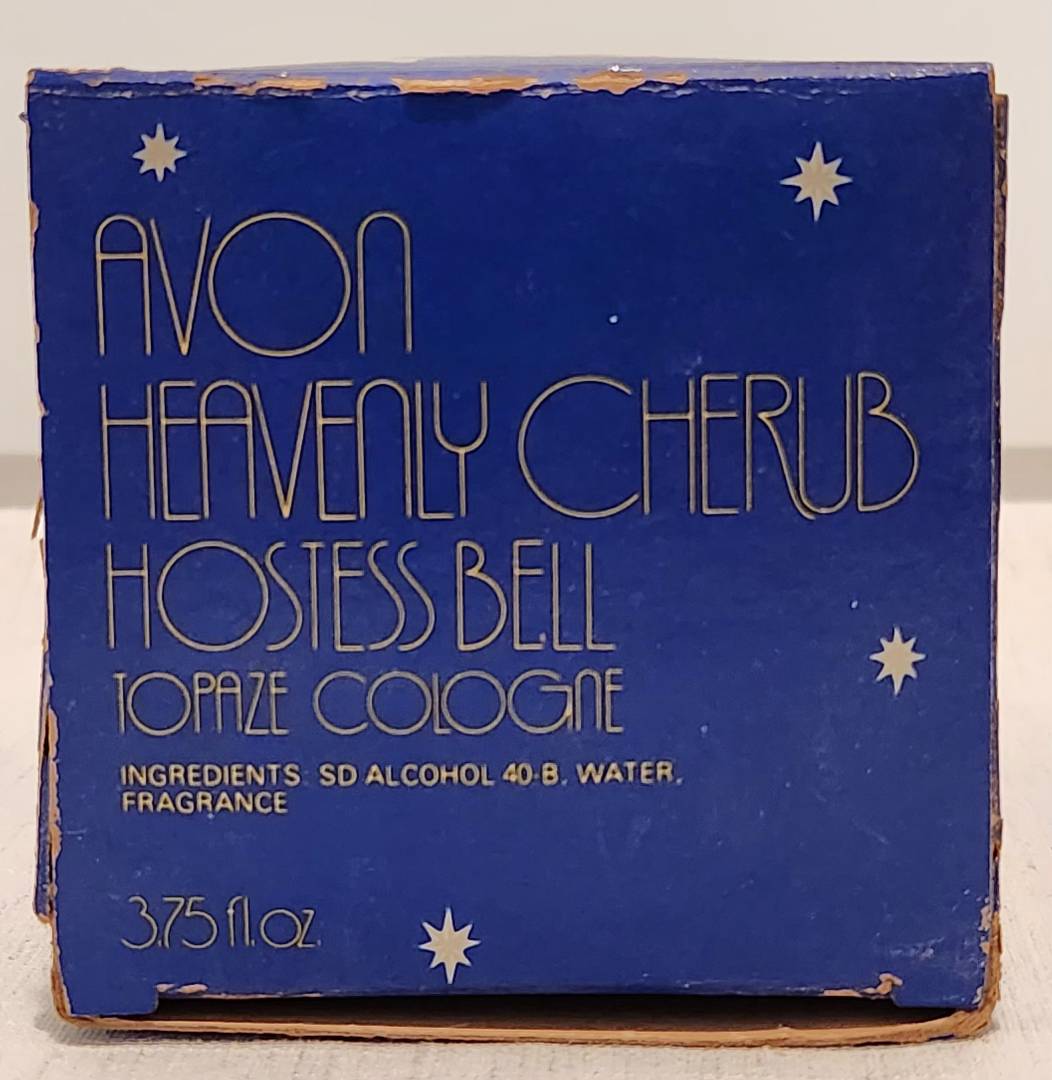 AVON
HEAVENLY CHERUB
HOSTESS BELL
TOPAZE COLOGNE
INGREDIENTS: SD ALCOHOL 40-B, WATER,
FRAGRANCE
3.75 fl. oz.